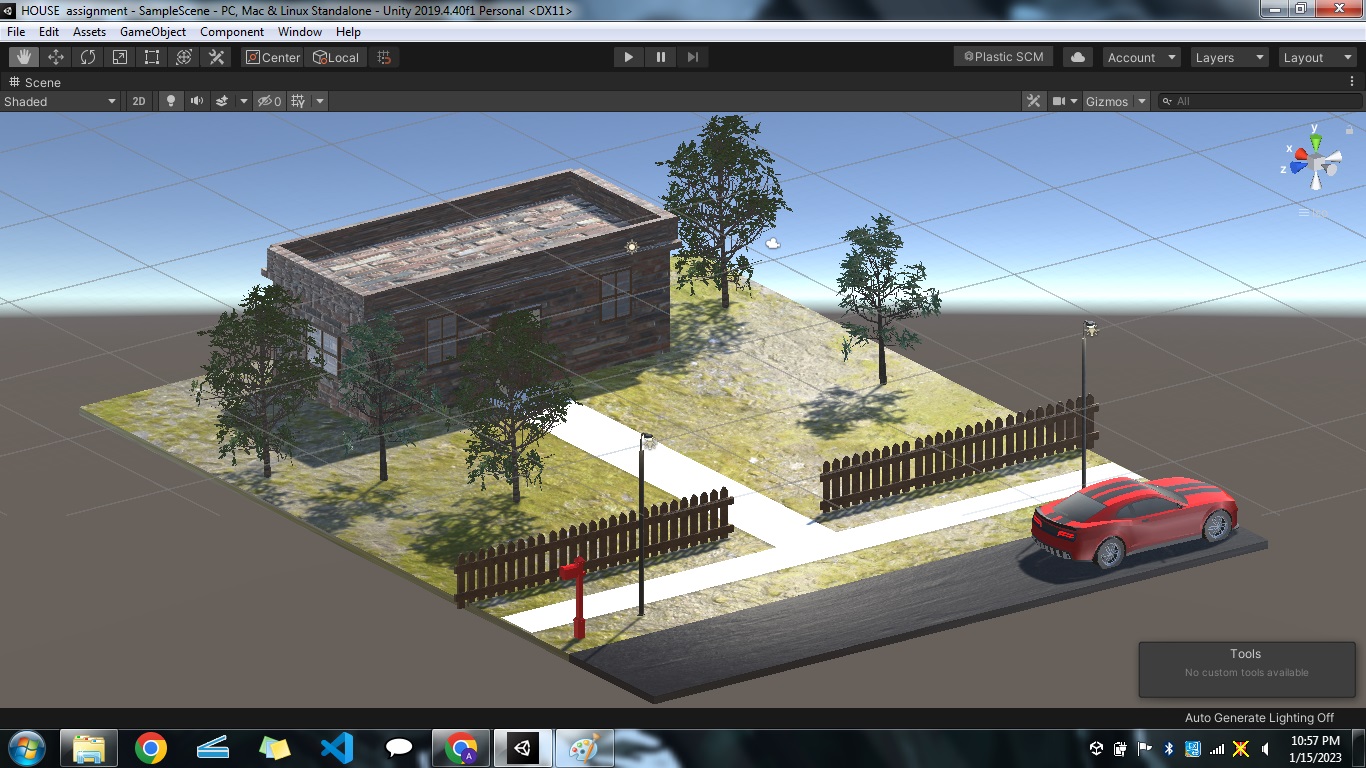 HOUSE assignment - SampleScene - PC, Mac & Linux Standalone - Unity 2019.4.40f1 Personal <DX11>
File Edit Assets GameObject Component Window Help
Center Local Plastic SCM Account Layers Layout
Scene
Shaded 2D 0 Gizmos All
y
x
z
Tools
No custom tools available
Auto Generate Lighting Off
10:57 PM
1/15/2023